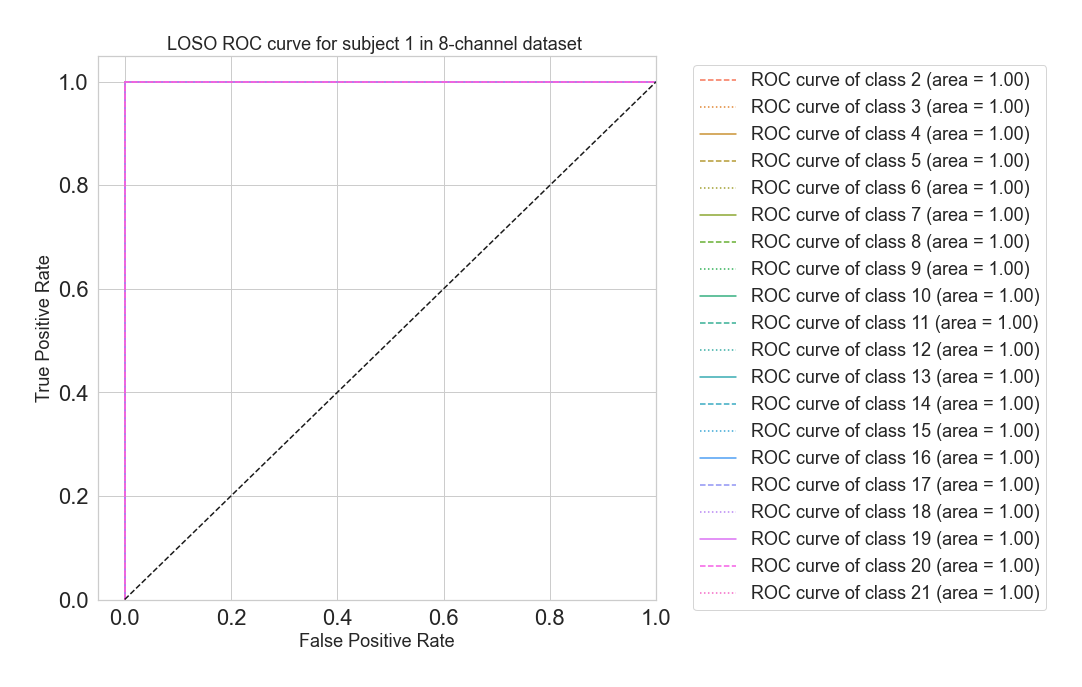 LOSO ROC curve for subject 1 in 8-channel dataset
1.0
0.8
0.6
0.4
0.2
0.0
True Positive Rate
0.0 0.2 0.4 0.6 0.8 1.0
False Positive Rate
ROC curve of class 2 (area = 1.00)
ROC curve of class 3 (area = 1.00)
ROC curve of class 4 (area = 1.00)
ROC curve of class 5 (area = 1.00)
ROC curve of class 6 (area = 1.00)
ROC curve of class 7 (area = 1.00)
ROC curve of class 8 (area = 1.00)
ROC curve of class 9 (area = 1.00)
ROC curve of class 10 (area = 1.00)
ROC curve of class 11 (area = 1.00)
ROC curve of class 12 (area = 1.00)
ROC curve of class 13 (area = 1.00)
ROC curve of class 14 (area = 1.00)
ROC curve of class 15 (area = 1.00)
ROC curve of class 16 (area = 1.00)
ROC curve of class 17 (area = 1.00)
ROC curve of class 18 (area = 1.00)
ROC curve of class 19 (area = 1.00)
ROC curve of class 20 (area = 1.00)
ROC curve of class 21 (area = 1.00)